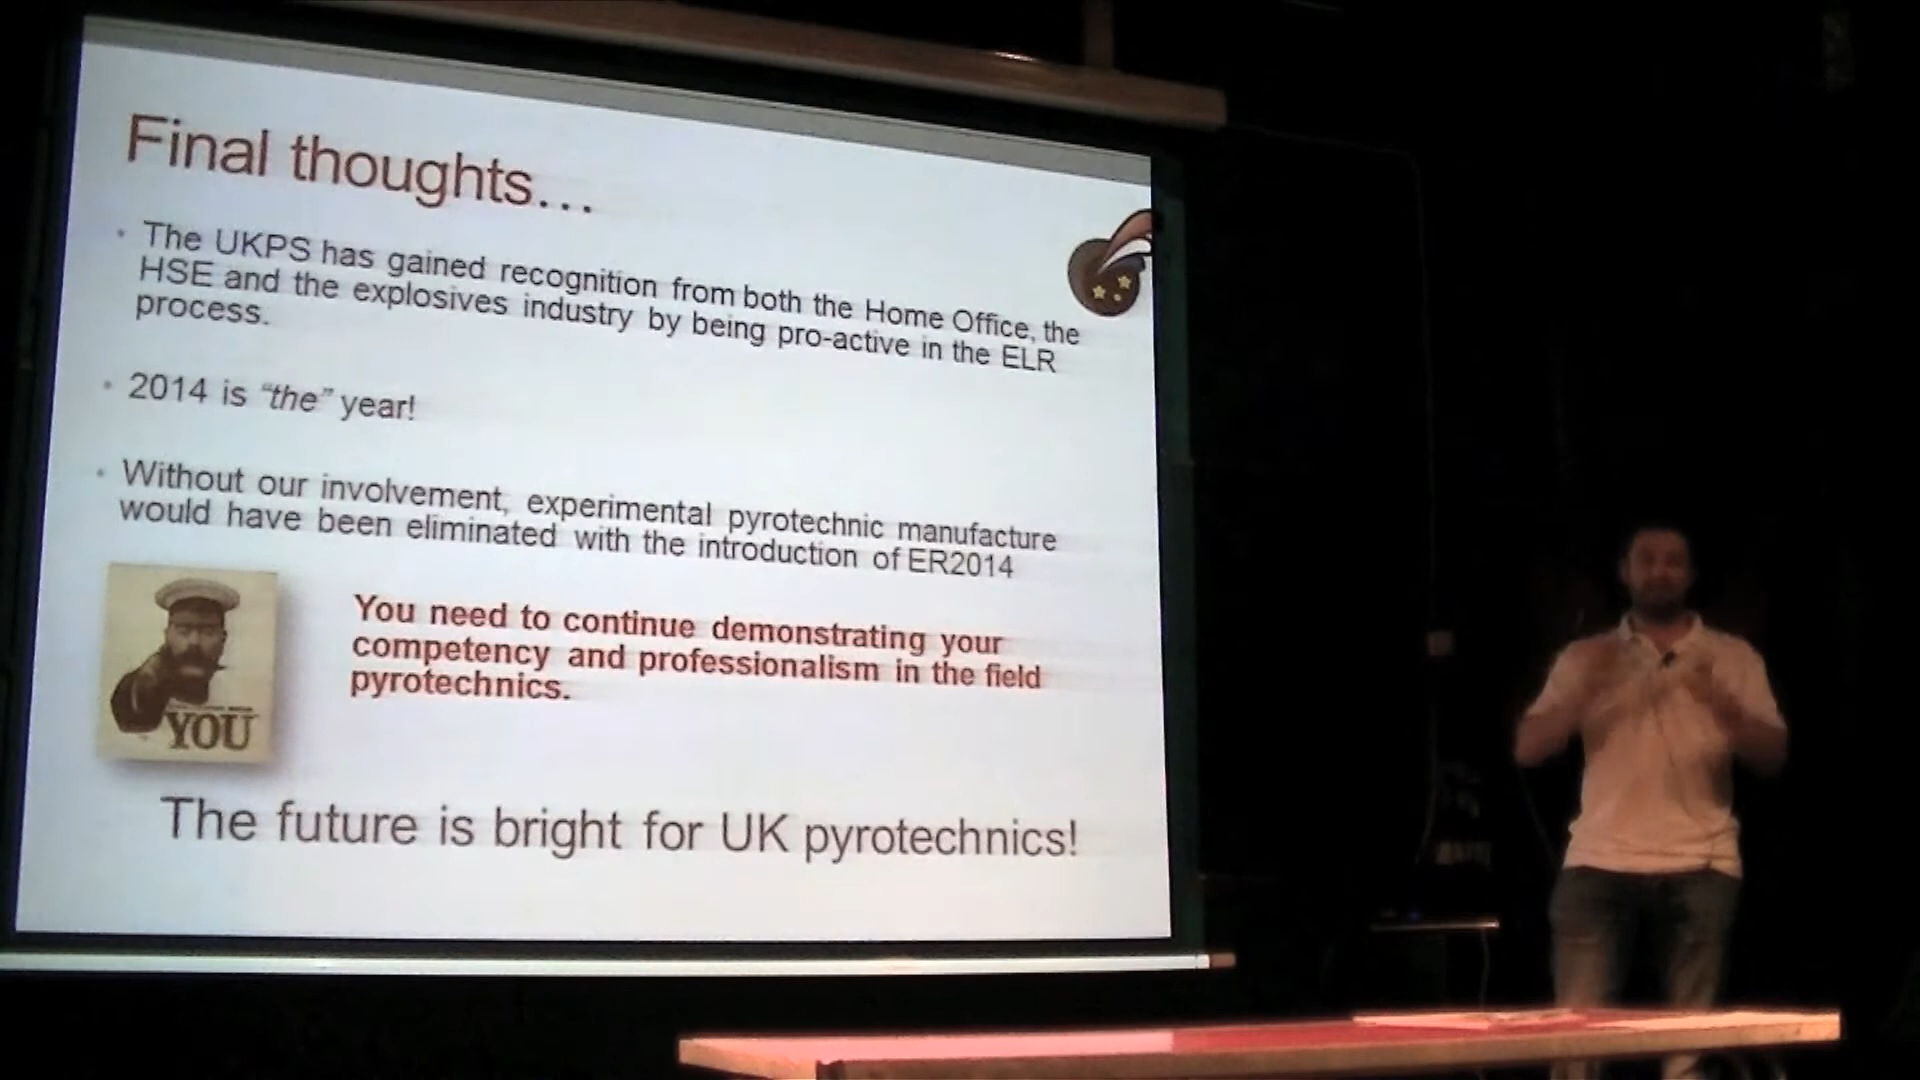 Final thoughts…
• The UKPS has gained recognition from both the Home Office, the
HSE and the explosives industry by being pro-active in the ELR
process.
• 2014 is “the” year!
• Without our involvement, experimental pyrotechnic manufacture
would have been eliminated with the introduction of ER2014
You need to continue demonstrating your
competency and professionalism in the field
pyrotechnics.
YOU
The future is bright for UK pyrotechnics!